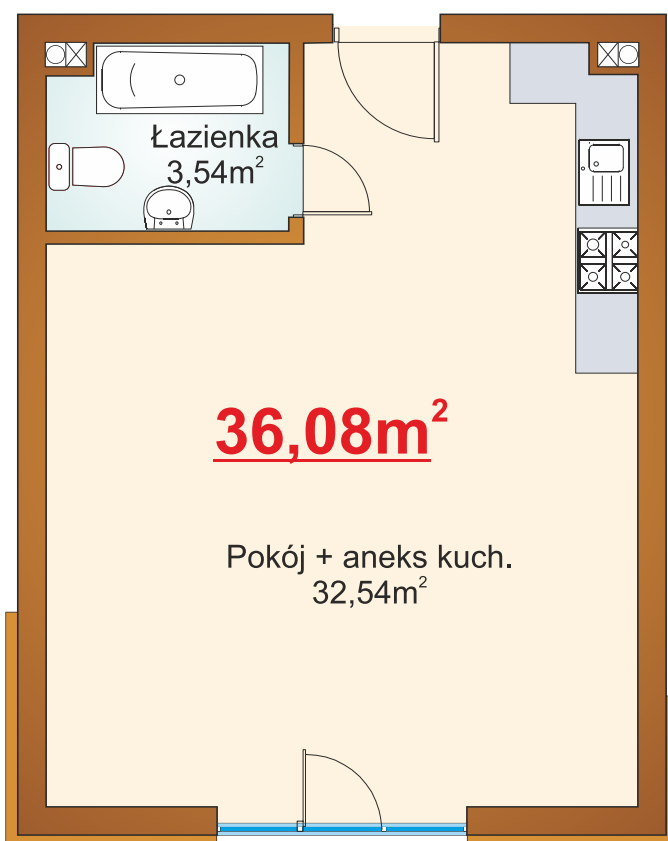 Łazienka
3,54m²
36,08m²
Pokój + aneks kuch.
32,54m²